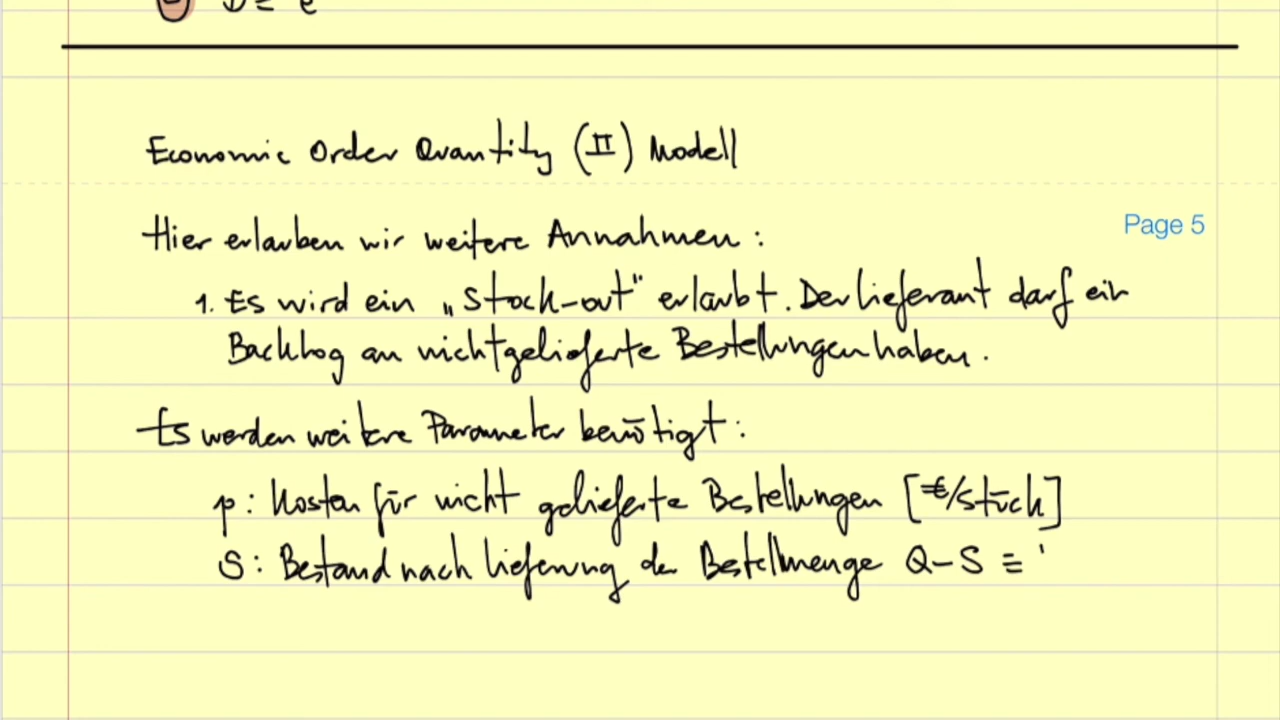 Economic Order Quantity (II) Modell
Hier erlauben wir weitere Annahmen:
Page 5
1. Es wird ein „Stock-out" erlaubt. Der Lieferant darf ein
Backlog an nicht gelieferte Bestellungen haben.
Es werden weitere Parameter benötigt:
p: Kosten für nicht gelieferte Bestellungen [€/Stück]
S: Bestand nach Lieferung der Bestellmenge Q-S ≡